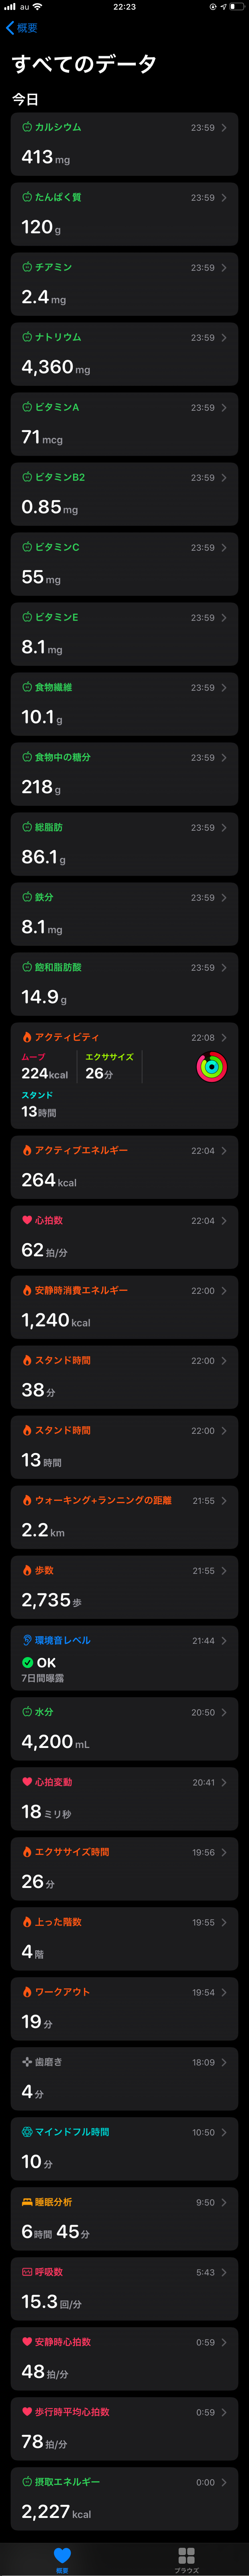 au 22:23
概要
すべてのデータ
今日
カルシウム 23:59
413 mg
たんぱく質 23:59
120 g
チアミン 23:59
2.4 mg
ナトリウム 23:59
4,360 mg
ビタミンA 23:59
71 mcg
ビタミンB2 23:59
0.85 mg
ビタミンC 23:59
55 mg
ビタミンE 23:59
8.1 mg
食物繊維 23:59
10.1 g
食物中の糖分 23:59
218 g
総脂肪 23:59
86.1 g
鉄分 23:59
8.1 mg
飽和脂肪酸 23:59
14.9 g
アクティビティ 22:08
ムーブ エクササイズ
224kcal 26分
スタンド
13時間
アクティブエネルギー 22:04
264 kcal
心拍数 22:04
62 拍/分
安静時消費エネルギー 22:00
1,240 kcal
スタンド時間 22:00
38 分
スタンド時間 22:00
13 時間
ウォーキング+ランニングの距離 21:55
2.2 km
歩数 21:55
2,735 歩
環境音レベル 21:44
OK
7日間曝露
水分 20:50
4,200 mL
心拍変動 20:41
18 ミリ秒
エクササイズ時間 19:56
26 分
上った階数 19:55
4 階
ワークアウト 19:54
19 分
歯磨き 18:09
4 分
マインドフル時間 10:50
10 分
睡眠分析 9:50
6 時間 45 分
呼吸数 5:43
15.3 回/分
安静時心拍数 0:59
48 拍/分
歩行時平均心拍数 0:59
78 拍/分
摂取エネルギー 0:00
2,227 kcal
概要 ブラウズ